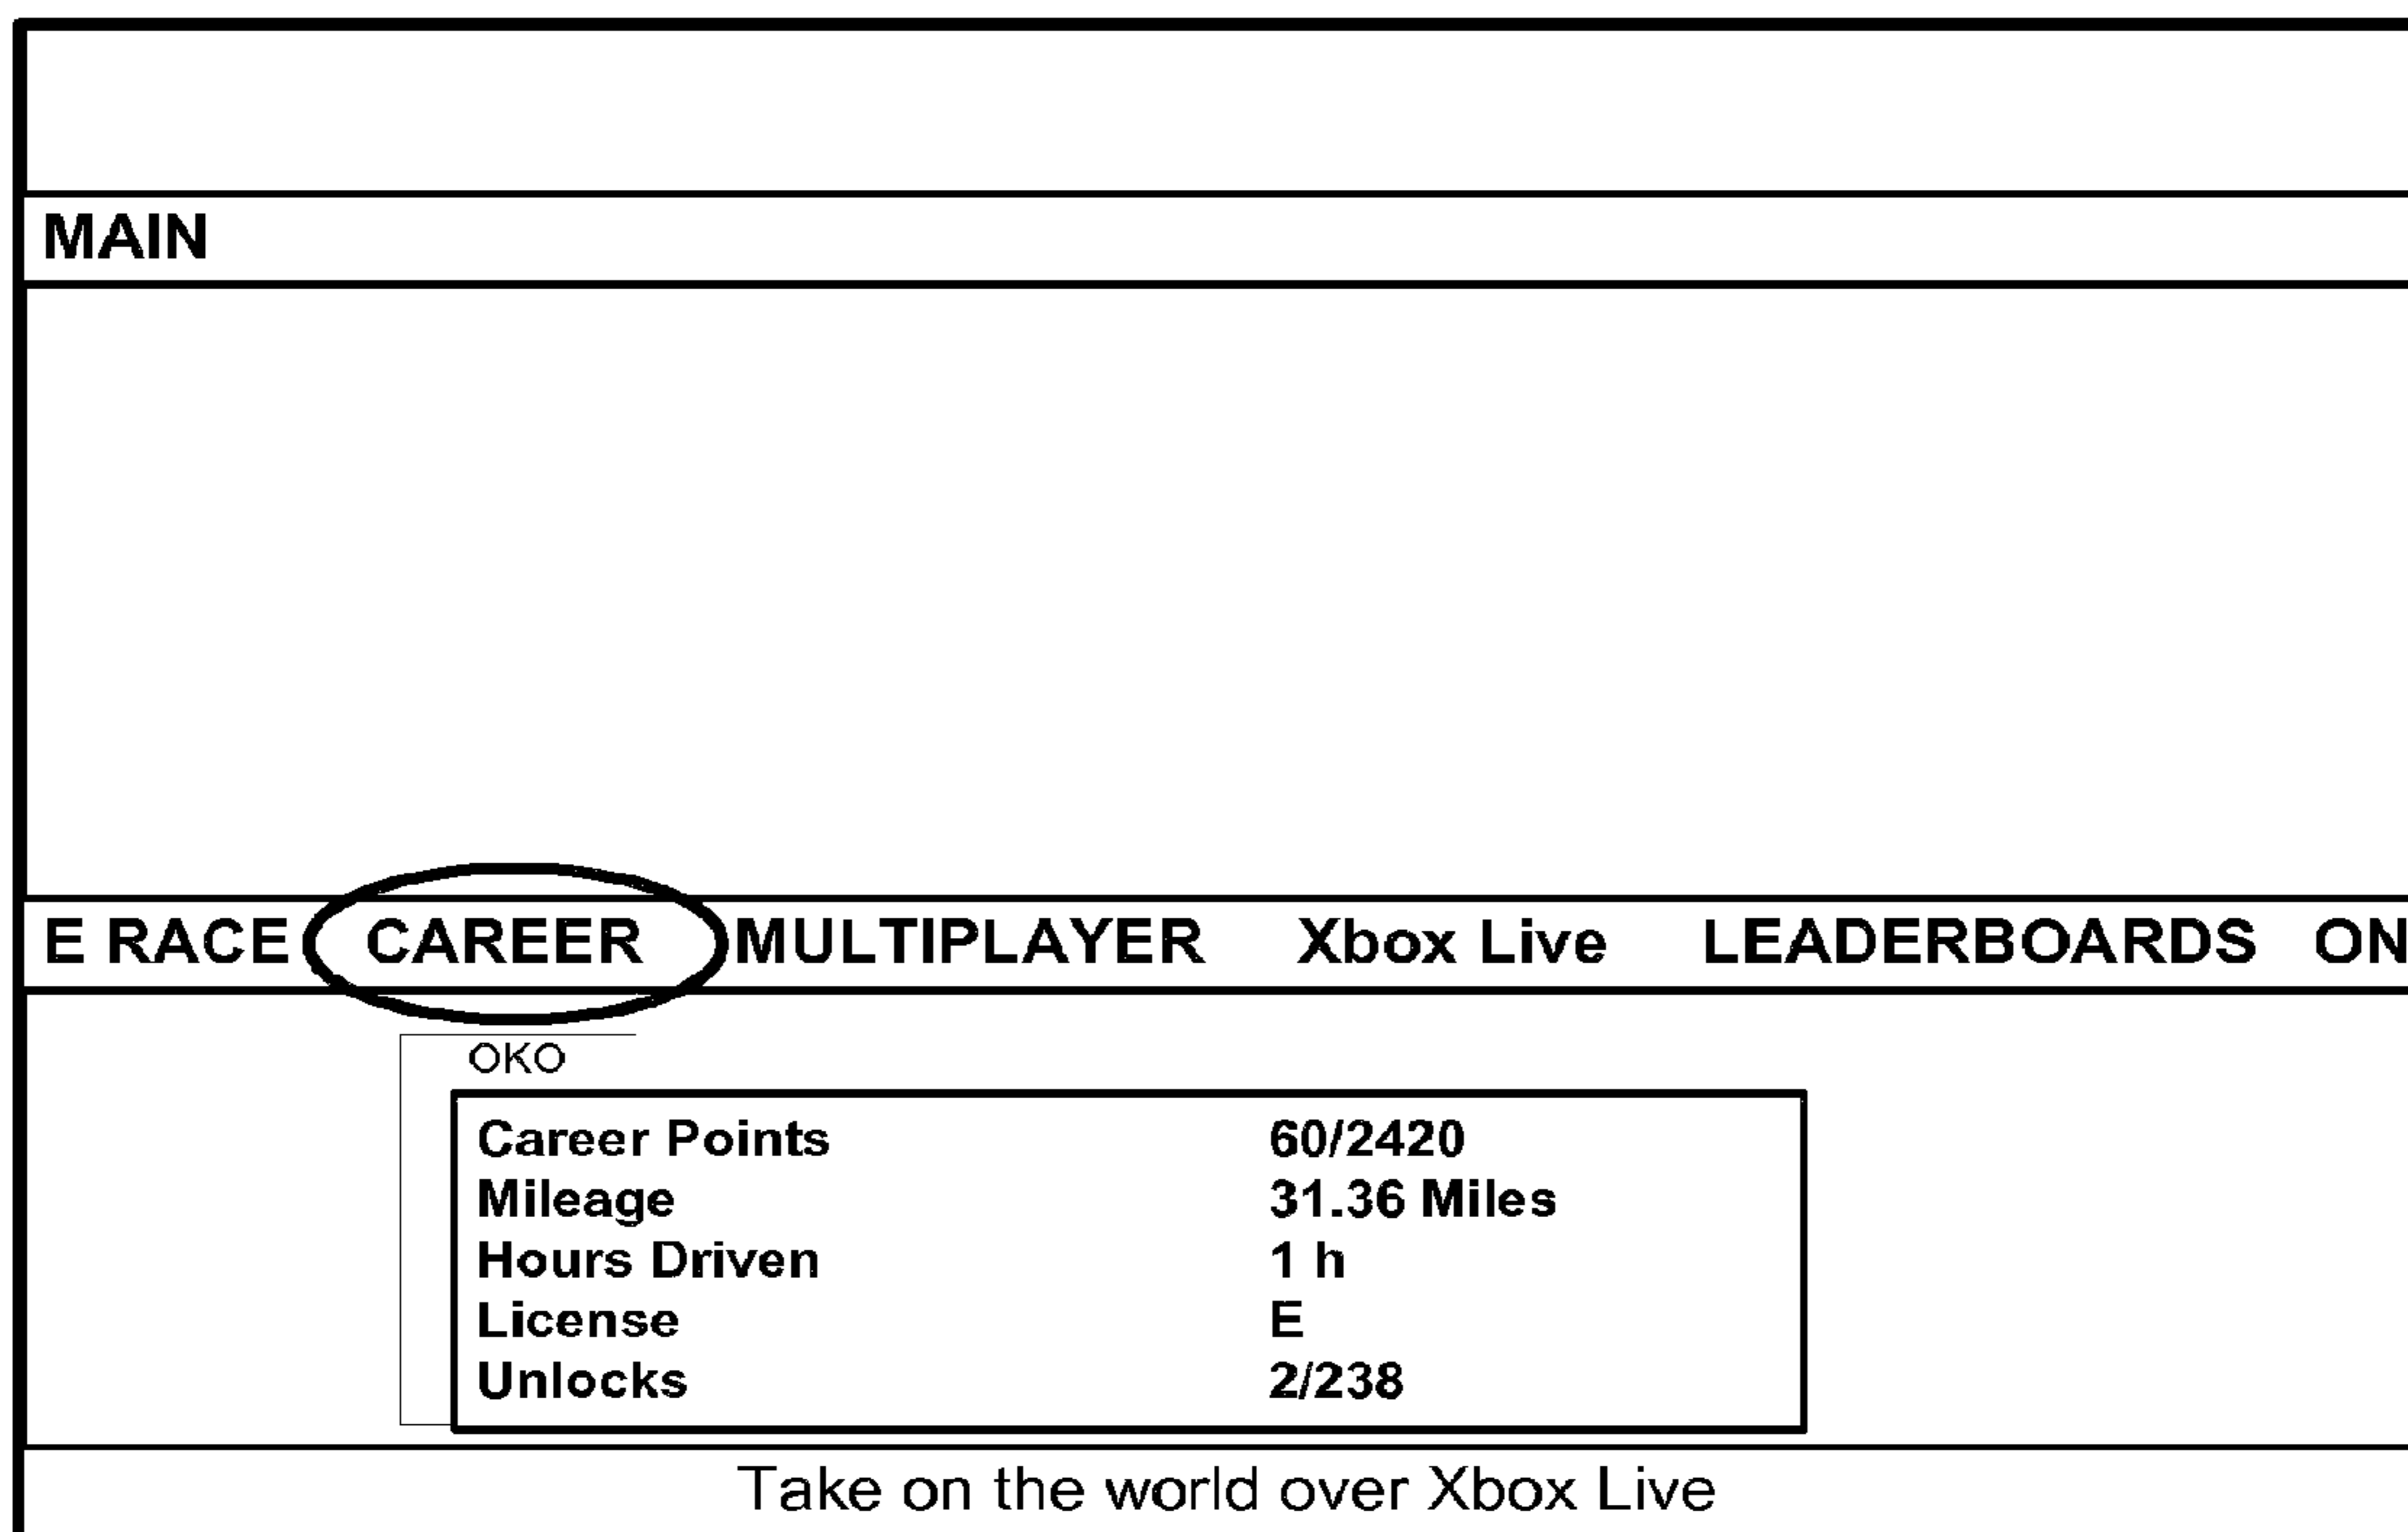 MAIN
E RACE CAREER MULTIPLAYER Xbox Live LEADERBOARDS ON
OKO
Career Points 60/2420
Mileage 31.36 Miles
Hours Driven 1 h
License E
Unlocks 2/238
Take on the world over Xbox Live